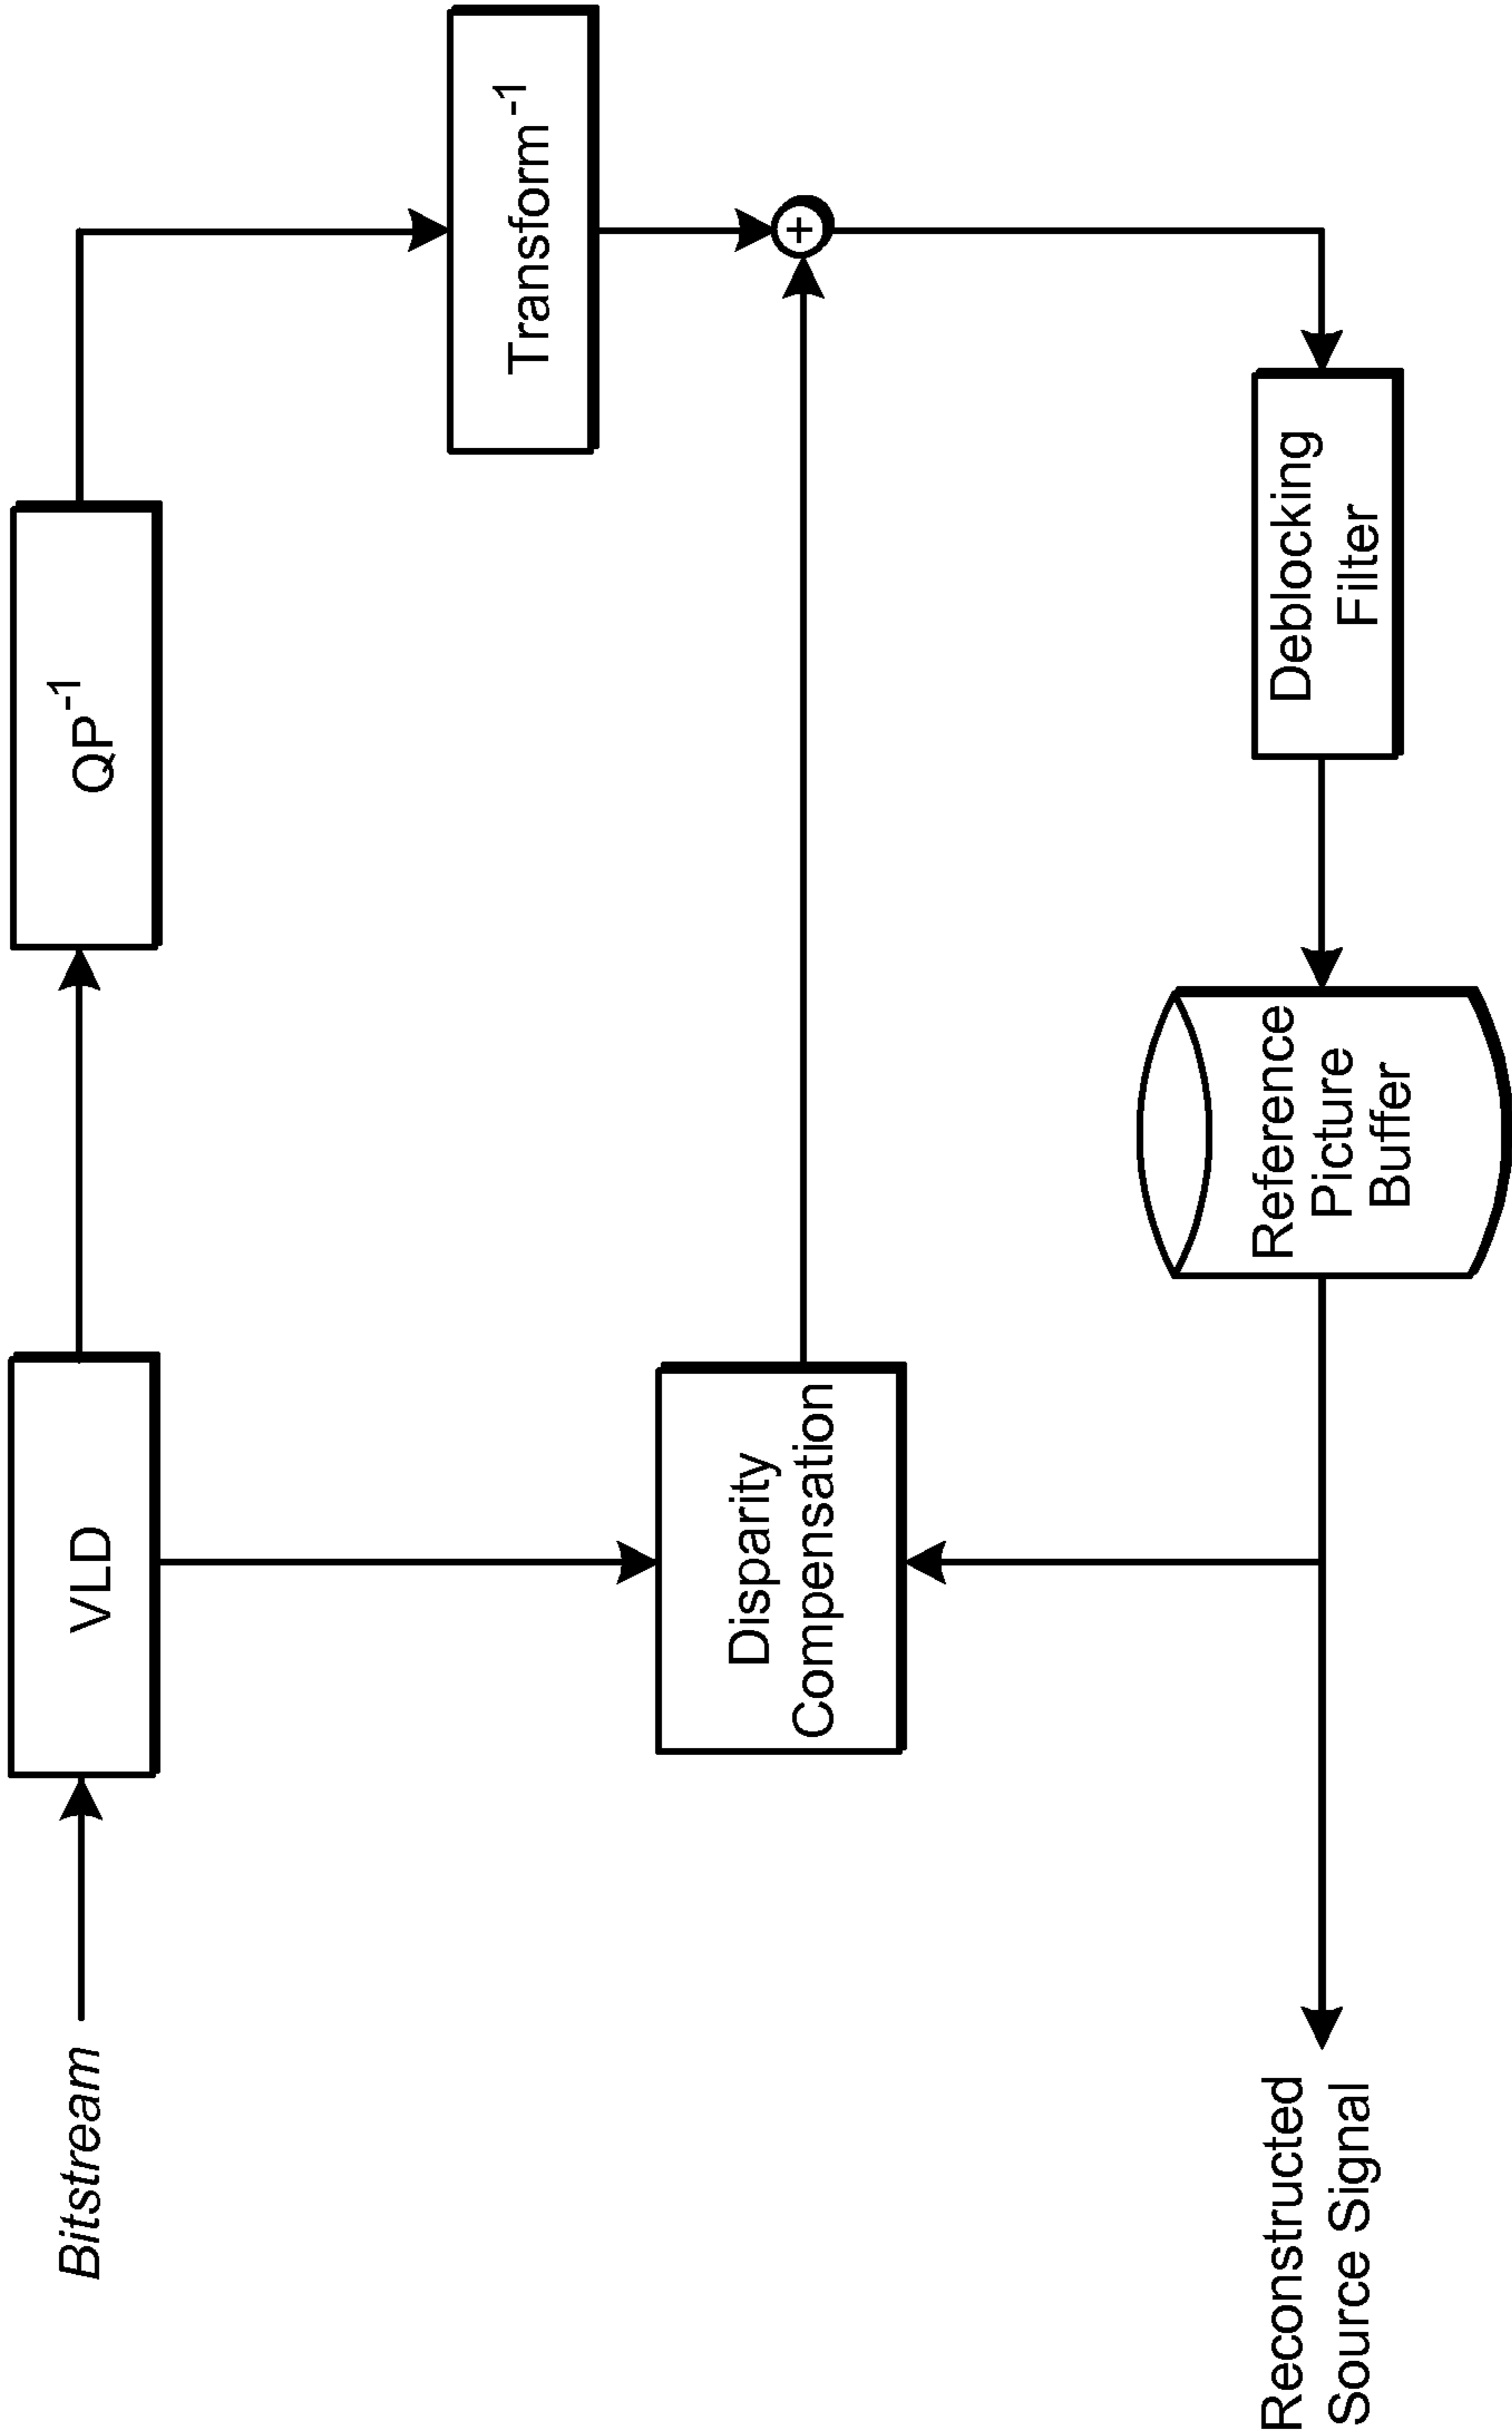 Bitstream
VLD
QP-1
Transform-1
+
Disparity
Compensation
Deblocking
Filter
Reference
Picture
Buffer
Reconstructed
Source Signal